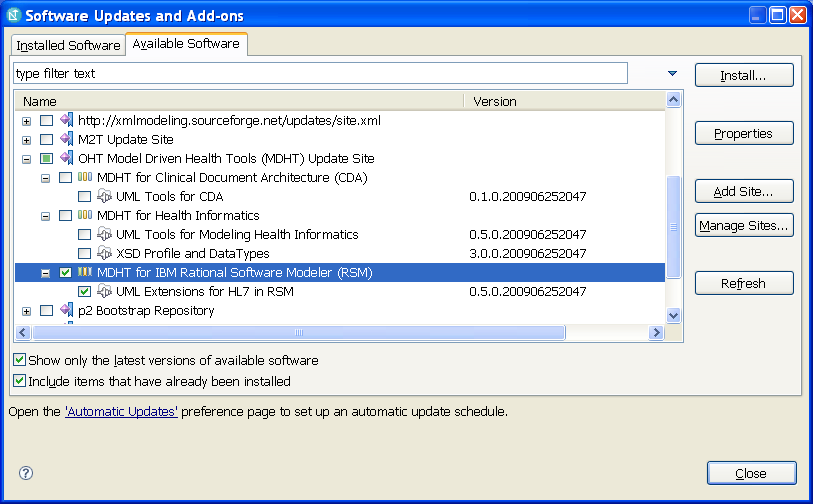 Software Updates and Add-ons
Installed Software
Available Software
type filter text
Install...
Name Version
http://xmlmodeling.sourceforge.net/updates/site.xml
M2T Update Site
Properties
OHT Model Driven Health Tools (MDHT) Update Site
MDHT for Clinical Document Architecture (CDA)
UML Tools for CDA 0.1.0.200906252047
Add Site...
MDHT for Health Informatics
Manage Sites...
UML Tools for Modeling Health Informatics 0.5.0.200906252047
XSD Profile and DataTypes 3.0.0.200906252047
MDHT for IBM Rational Software Modeler (RSM)
Refresh
UML Extensions for HL7 in RSM 0.5.0.200906252047
p2 Bootstrap Repository
Show only the latest versions of available software
Include items that have already been installed
Open the 'Automatic Updates' preference page to set up an automatic update schedule.
?
Close